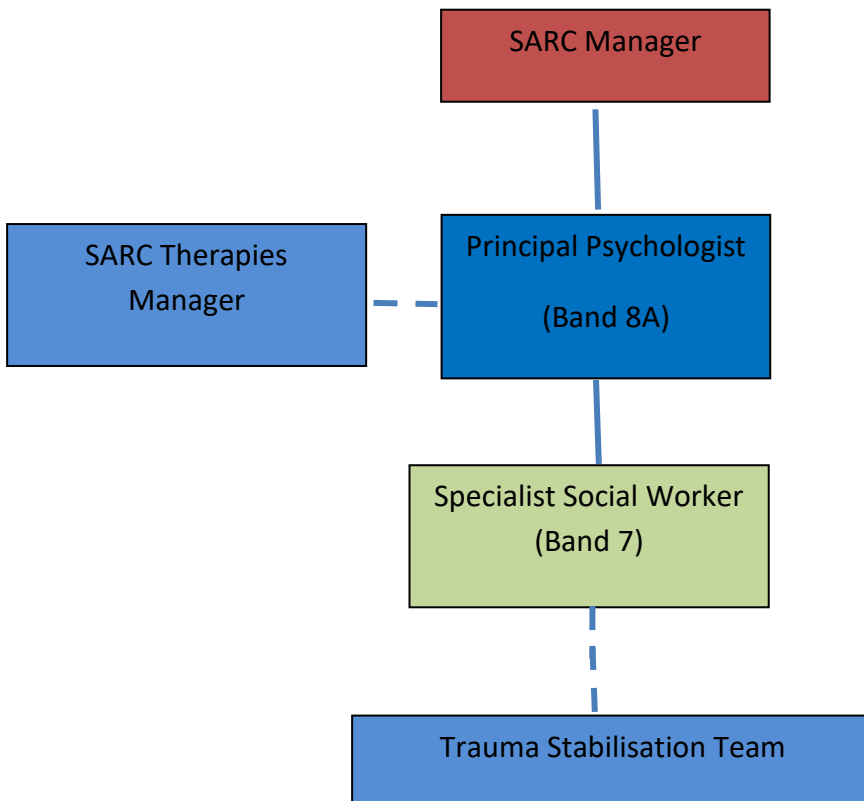 SARC Manager
SARC Therapies
Manager
Principal Psychologist
(Band 8A)
Specialist Social Worker
(Band 7)
Trauma Stabilisation Team